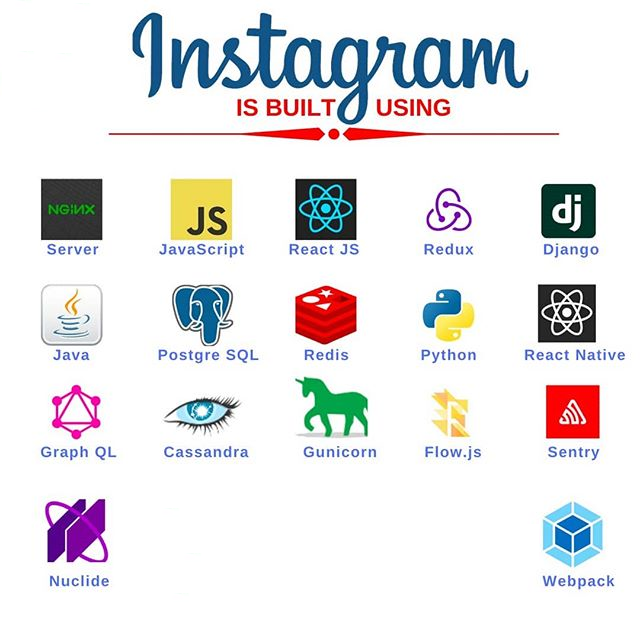 Instagram
IS BUILT USING
NGINX
JS
dj
Server
JavaScript
React JS
Redux
Django
Java
Postgre SQL
Redis
Python
React Native
Graph QL
Cassandra
Gunicorn
Flow.js
Sentry
Nuclide
Webpack